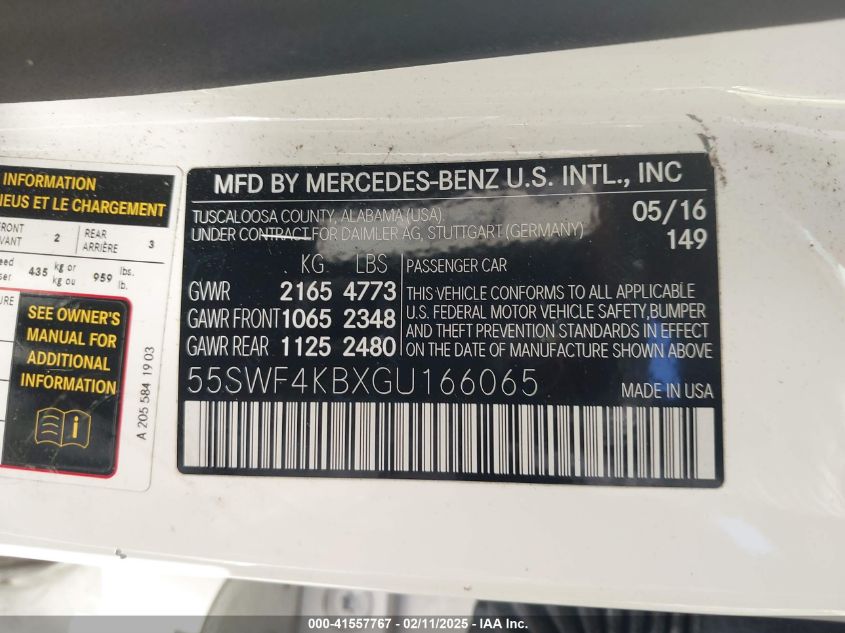 INFORMATION
NEUS ET LE CHARGEMENT
FRONT
VANT
2
REAR
ARRIÈRE
3
435
kg or
kg ou
959
lbs.
lb.
SEE OWNER'S
MANUAL FOR
ADDITIONAL
INFORMATION
A 205 584 19 03
MFD BY MERCEDES-BENZ U.S. INTL., INC
TUSCALOOSA COUNTY, ALABAMA (USA)
UNDER CONTRACT FOR DAIMLER AG, STUTTGART (GERMANY)
05/16
149
KG LBS
GVWR 2165 4773
GAWR FRONT 1065 2348
GAWR REAR 1125 2480
PASSENGER CAR
THIS VEHICLE CONFORMS TO ALL APPLICABLE
U.S. FEDERAL MOTOR VEHICLE SAFETY,BUMPER
AND THEFT PREVENTION STANDARDS IN EFFECT
ON THE DATE OF MANUFACTURE SHOWN ABOVE
55SWF4KBXGU166065
MADE IN USA
000-41557767 - 02/11/2025 - IAA Inc.